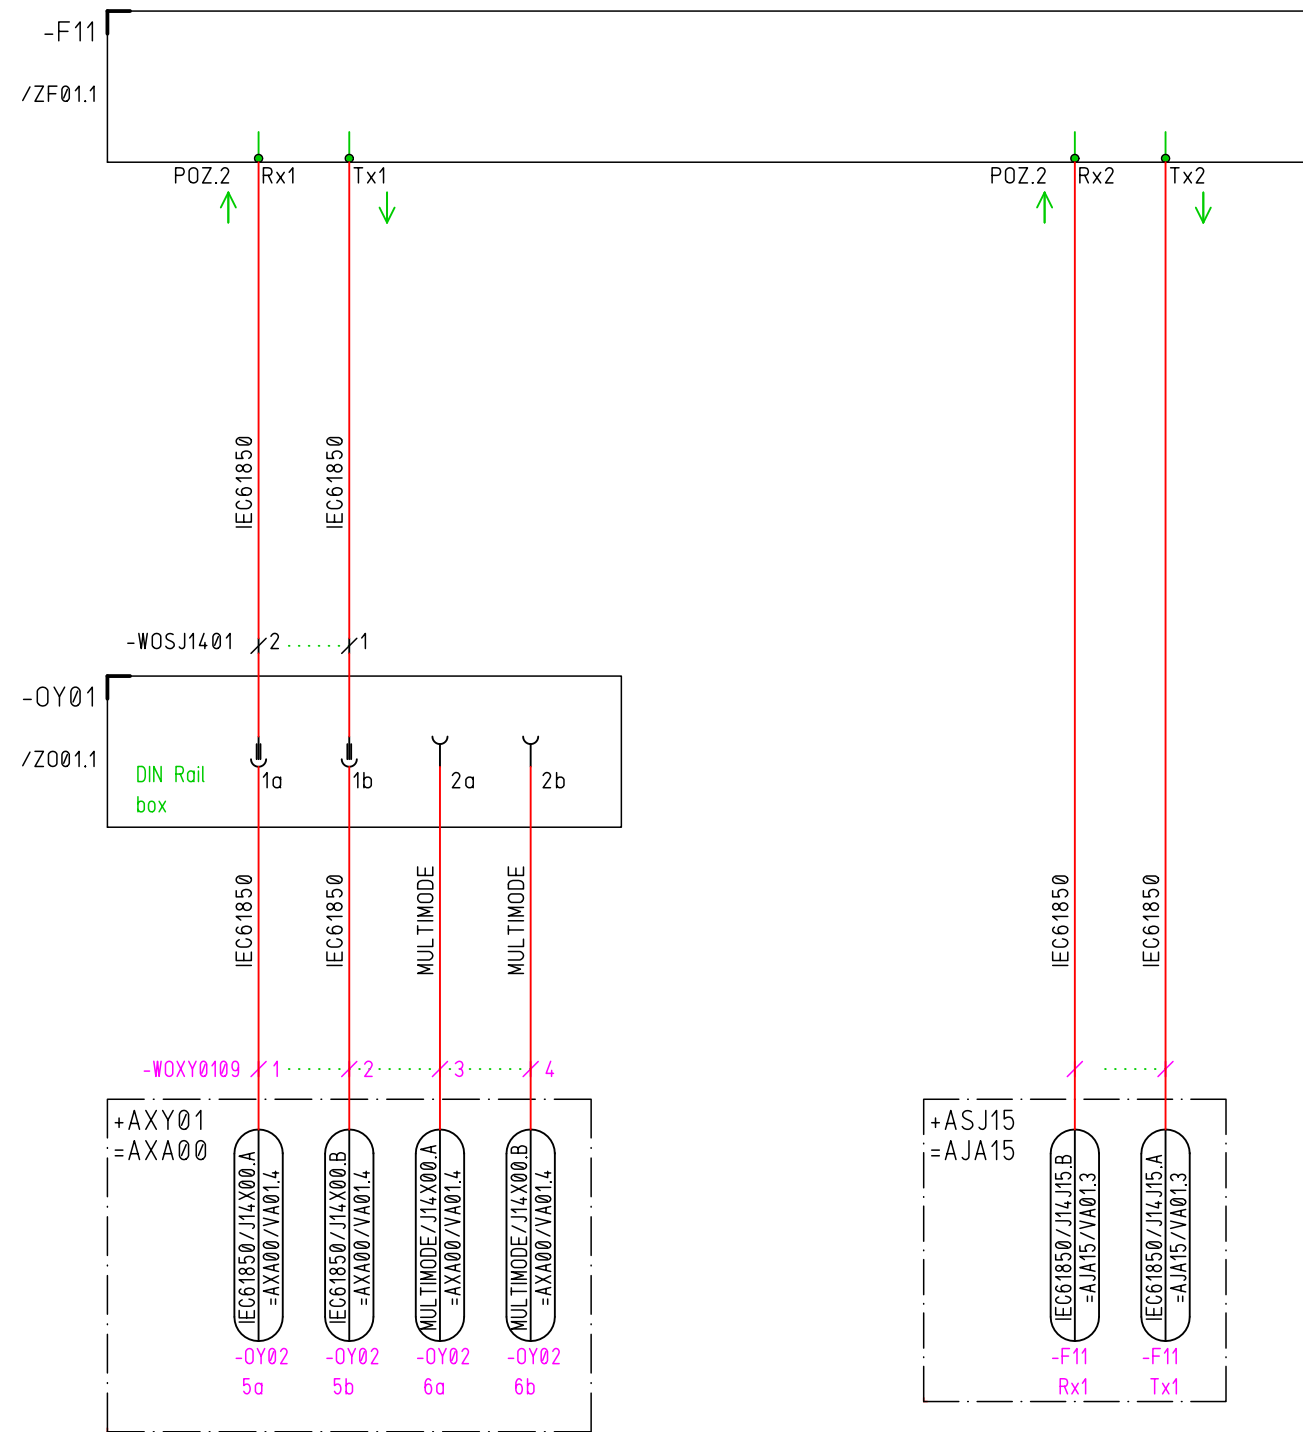 -F11
/ZF01.1
POZ.2 Rx1 Tx1
POZ.2 Rx2 Tx2
IEC61850
IEC61850
-WOSJ1401 2 1
-OY01
/ZO01.1
DIN Rail
box
1a 1b 2a 2b
IEC61850
IEC61850
MULTIMODE
MULTIMODE
IEC61850
IEC61850
-WOXY0109 1 2 3 4
+AXY01
=AXA00
IEC61850/J14X00.A
=AXA00/VA01.4
IEC61850/J14X00.B
=AXA00/VA01.4
MULTIMODE/J14X00.A
=AXA00/VA01.4
MULTIMODE/J14X00.B
=AXA00/VA01.4
-OY02 -OY02 -OY02 -OY02
5a 5b 6a 6b
+ASJ15
=AJA15
IEC61850/J14J15.B
=AJA15/VA01.3
IEC61850/J14J15.A
=AJA15/VA01.3
-F11 -F11
Rx1 Tx1